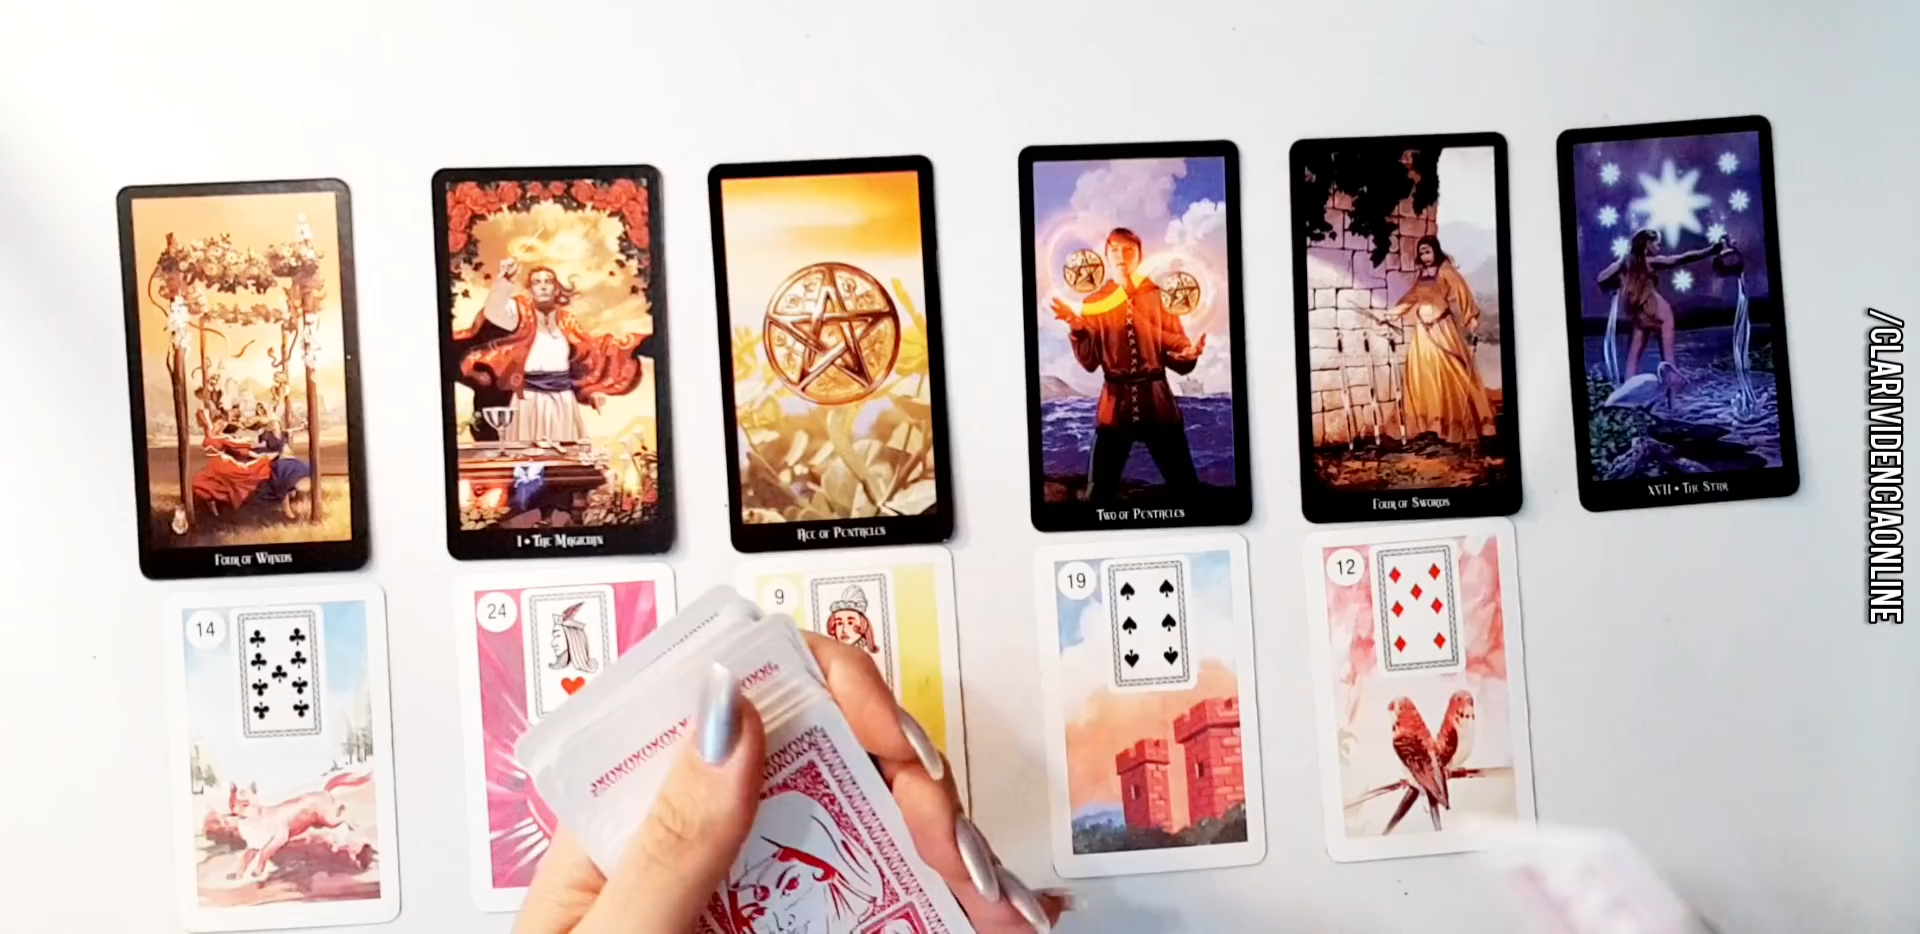 Four of Wands
I • The Magician
Ace of Pentacles
Two of Pentacles
Four of Swords
XVII • The Star
14
24
9
19
12
/CLARIVIDENCIAONLINE